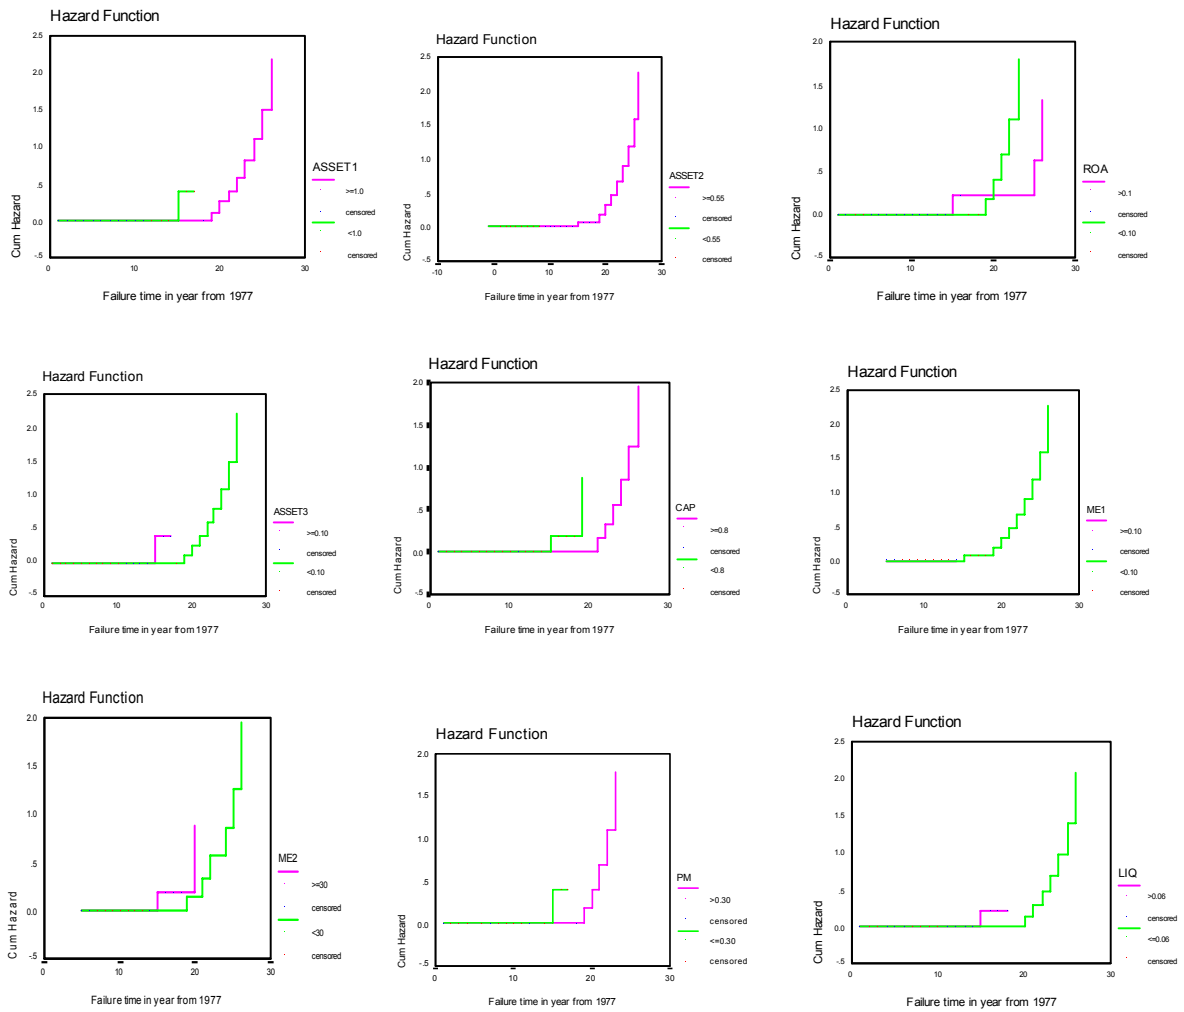 Hazard Function
2.5
2.0
1.5
1.0
.5
0.0
-.5
0
10
20
30
Cum Hazard
Failure time in year from 1977
ASSET1
>=1.0
censored
<1.0
censored
Hazard Function
2.5
2.0
1.5
1.0
.5
0.0
-.5
-10
0
10
20
30
Cum Hazard
Failure time in year from 1977
ASSET2
>=0.55
censored
<0.55
censored
Hazard Function
2.0
1.5
1.0
.5
0.0
-.5
0
10
20
30
Cum Hazard
Failure time in year from 1977
ROA
>0.1
censored
<0.10
censored
Hazard Function
2.5
2.0
1.5
1.0
.5
0.0
-.5
0
10
20
30
Cum Hazard
Failure time in year from 1977
ASSET3
>=0.10
censored
<0.10
censored
Hazard Function
2.0
1.5
1.0
.5
0.0
-.5
0
10
20
30
Cum Hazard
Failure time in year from 1977
CAP
>=0.8
censored
<0.8
censored
Hazard Function
2.5
2.0
1.5
1.0
.5
0.0
-.5
0
10
20
30
Cum Hazard
Failure time in year from 1977
ME1
>=0.10
censored
<0.10
censored
Hazard Function
2.0
1.5
1.0
.5
0.0
-.5
0
10
20
30
Cum Hazard
Failure time in year from 1977
ME2
>=30
censored
<30
censored
Hazard Function
2.0
1.5
1.0
.5
0.0
-.5
0
10
20
30
Cum Hazard
Failure time in year from 1977
PM
>0.30
censored
<=0.30
censored
Hazard Function
2.5
2.0
1.5
1.0
.5
0.0
-.5
0
10
20
30
Cum Hazard
Failure time in year from 1977
LIQ
>0.06
censored
<=0.06
censored